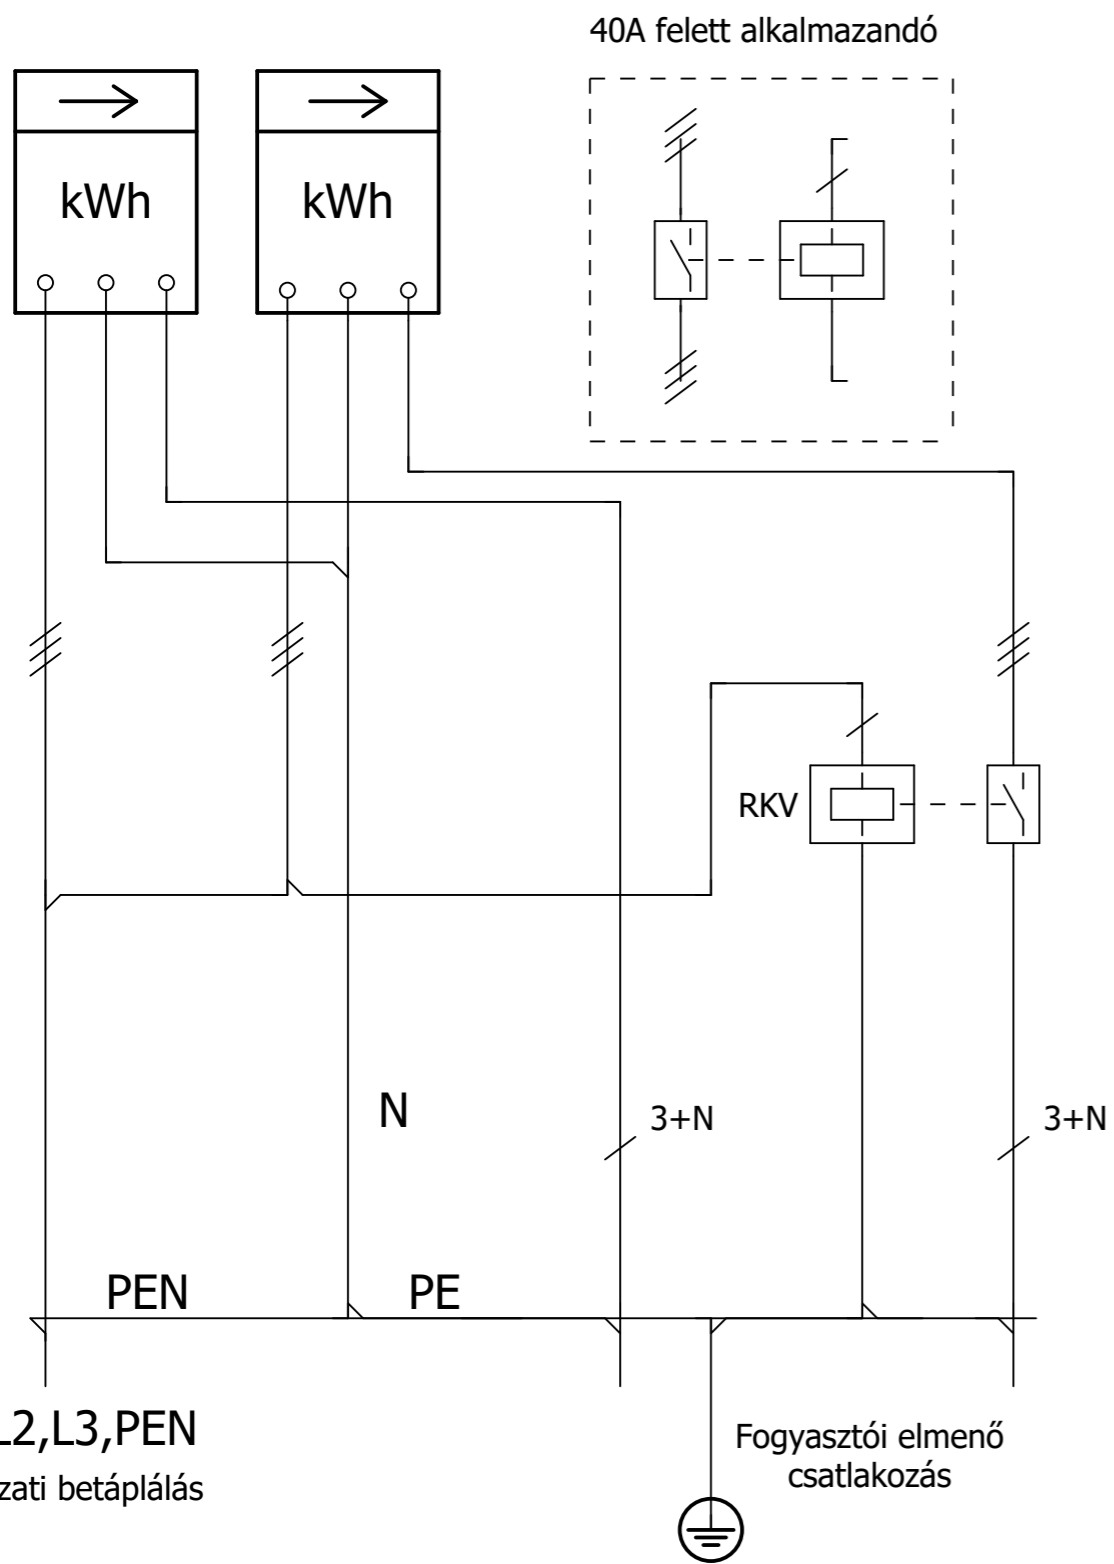 40A felett alkalmazandó
kWh
kWh
RKV
N
3+N
3+N
PEN
PE
L2,L3,PEN
zati betáplálás
Fogyasztói elmenő
csatlakozás